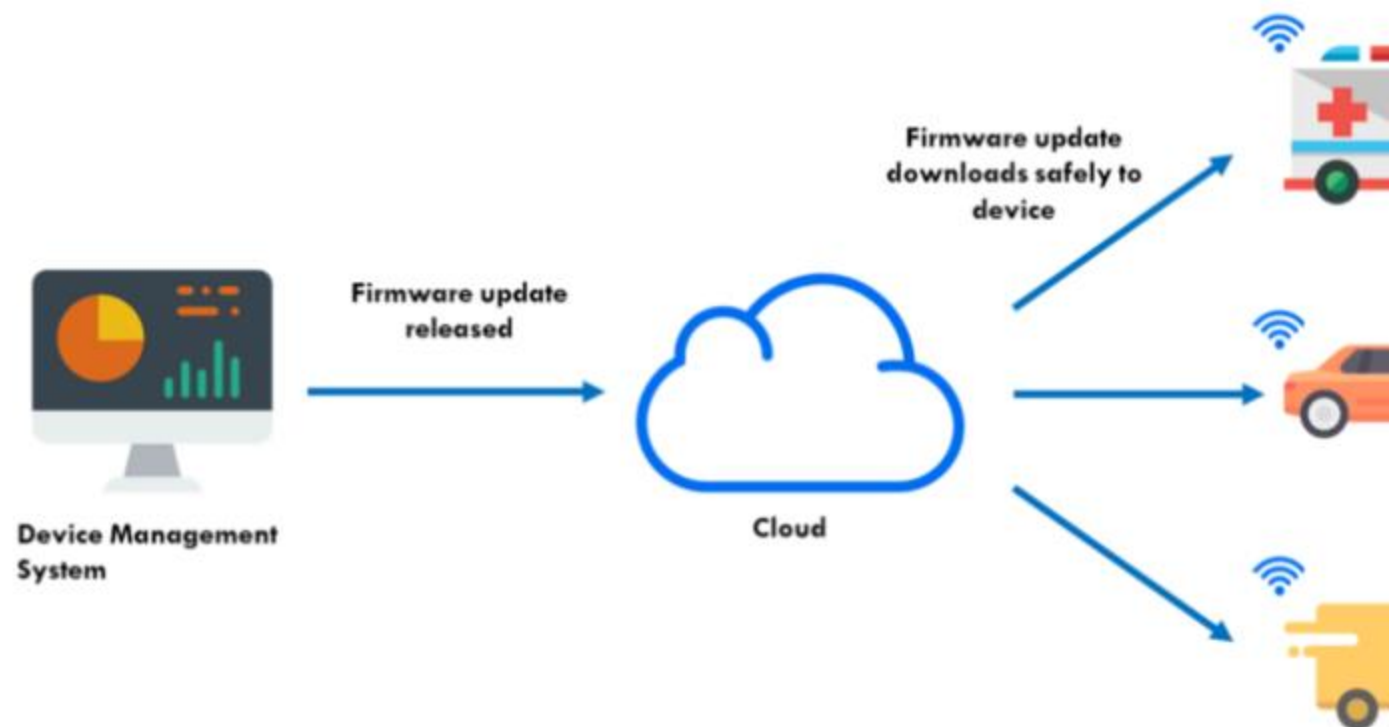 Firmware update
downloads safely to
device
Firmware update
released
Cloud
Device Management
System